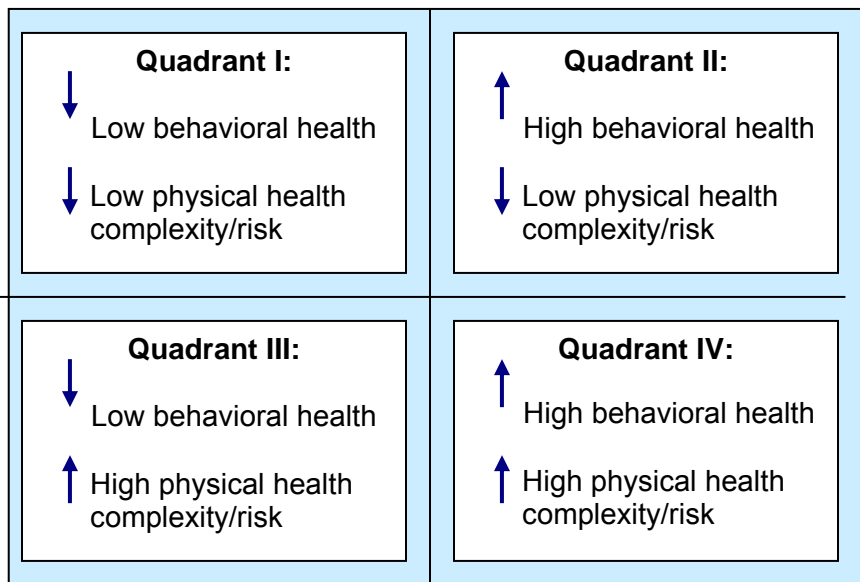 Quadrant I:
Low behavioral health
Low physical health
complexity/risk
Quadrant II:
High behavioral health
Low physical health
complexity/risk
Quadrant III:
Low behavioral health
High physical health
complexity/risk
Quadrant IV:
High behavioral health
High physical health
complexity/risk